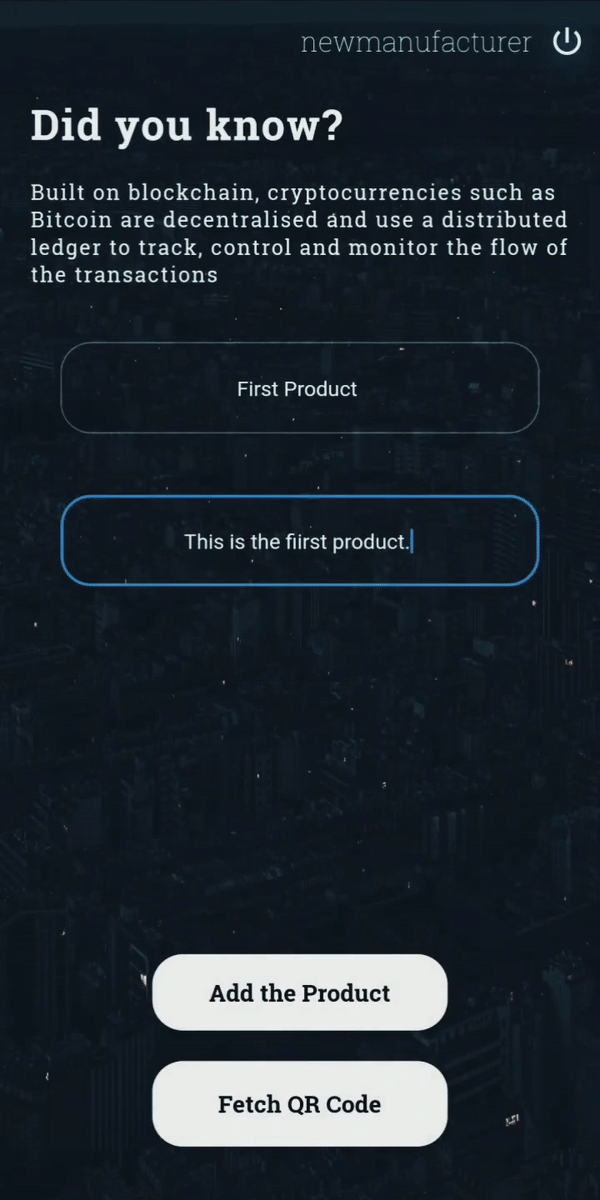 newmanufacturer
Did you know?
Built on blockchain, cryptocurrencies such as
Bitcoin are decentralised and use a distributed
ledger to track, control and monitor the flow of
the transactions
First Product
This is the fiirst product.
Add the Product
Fetch QR Code